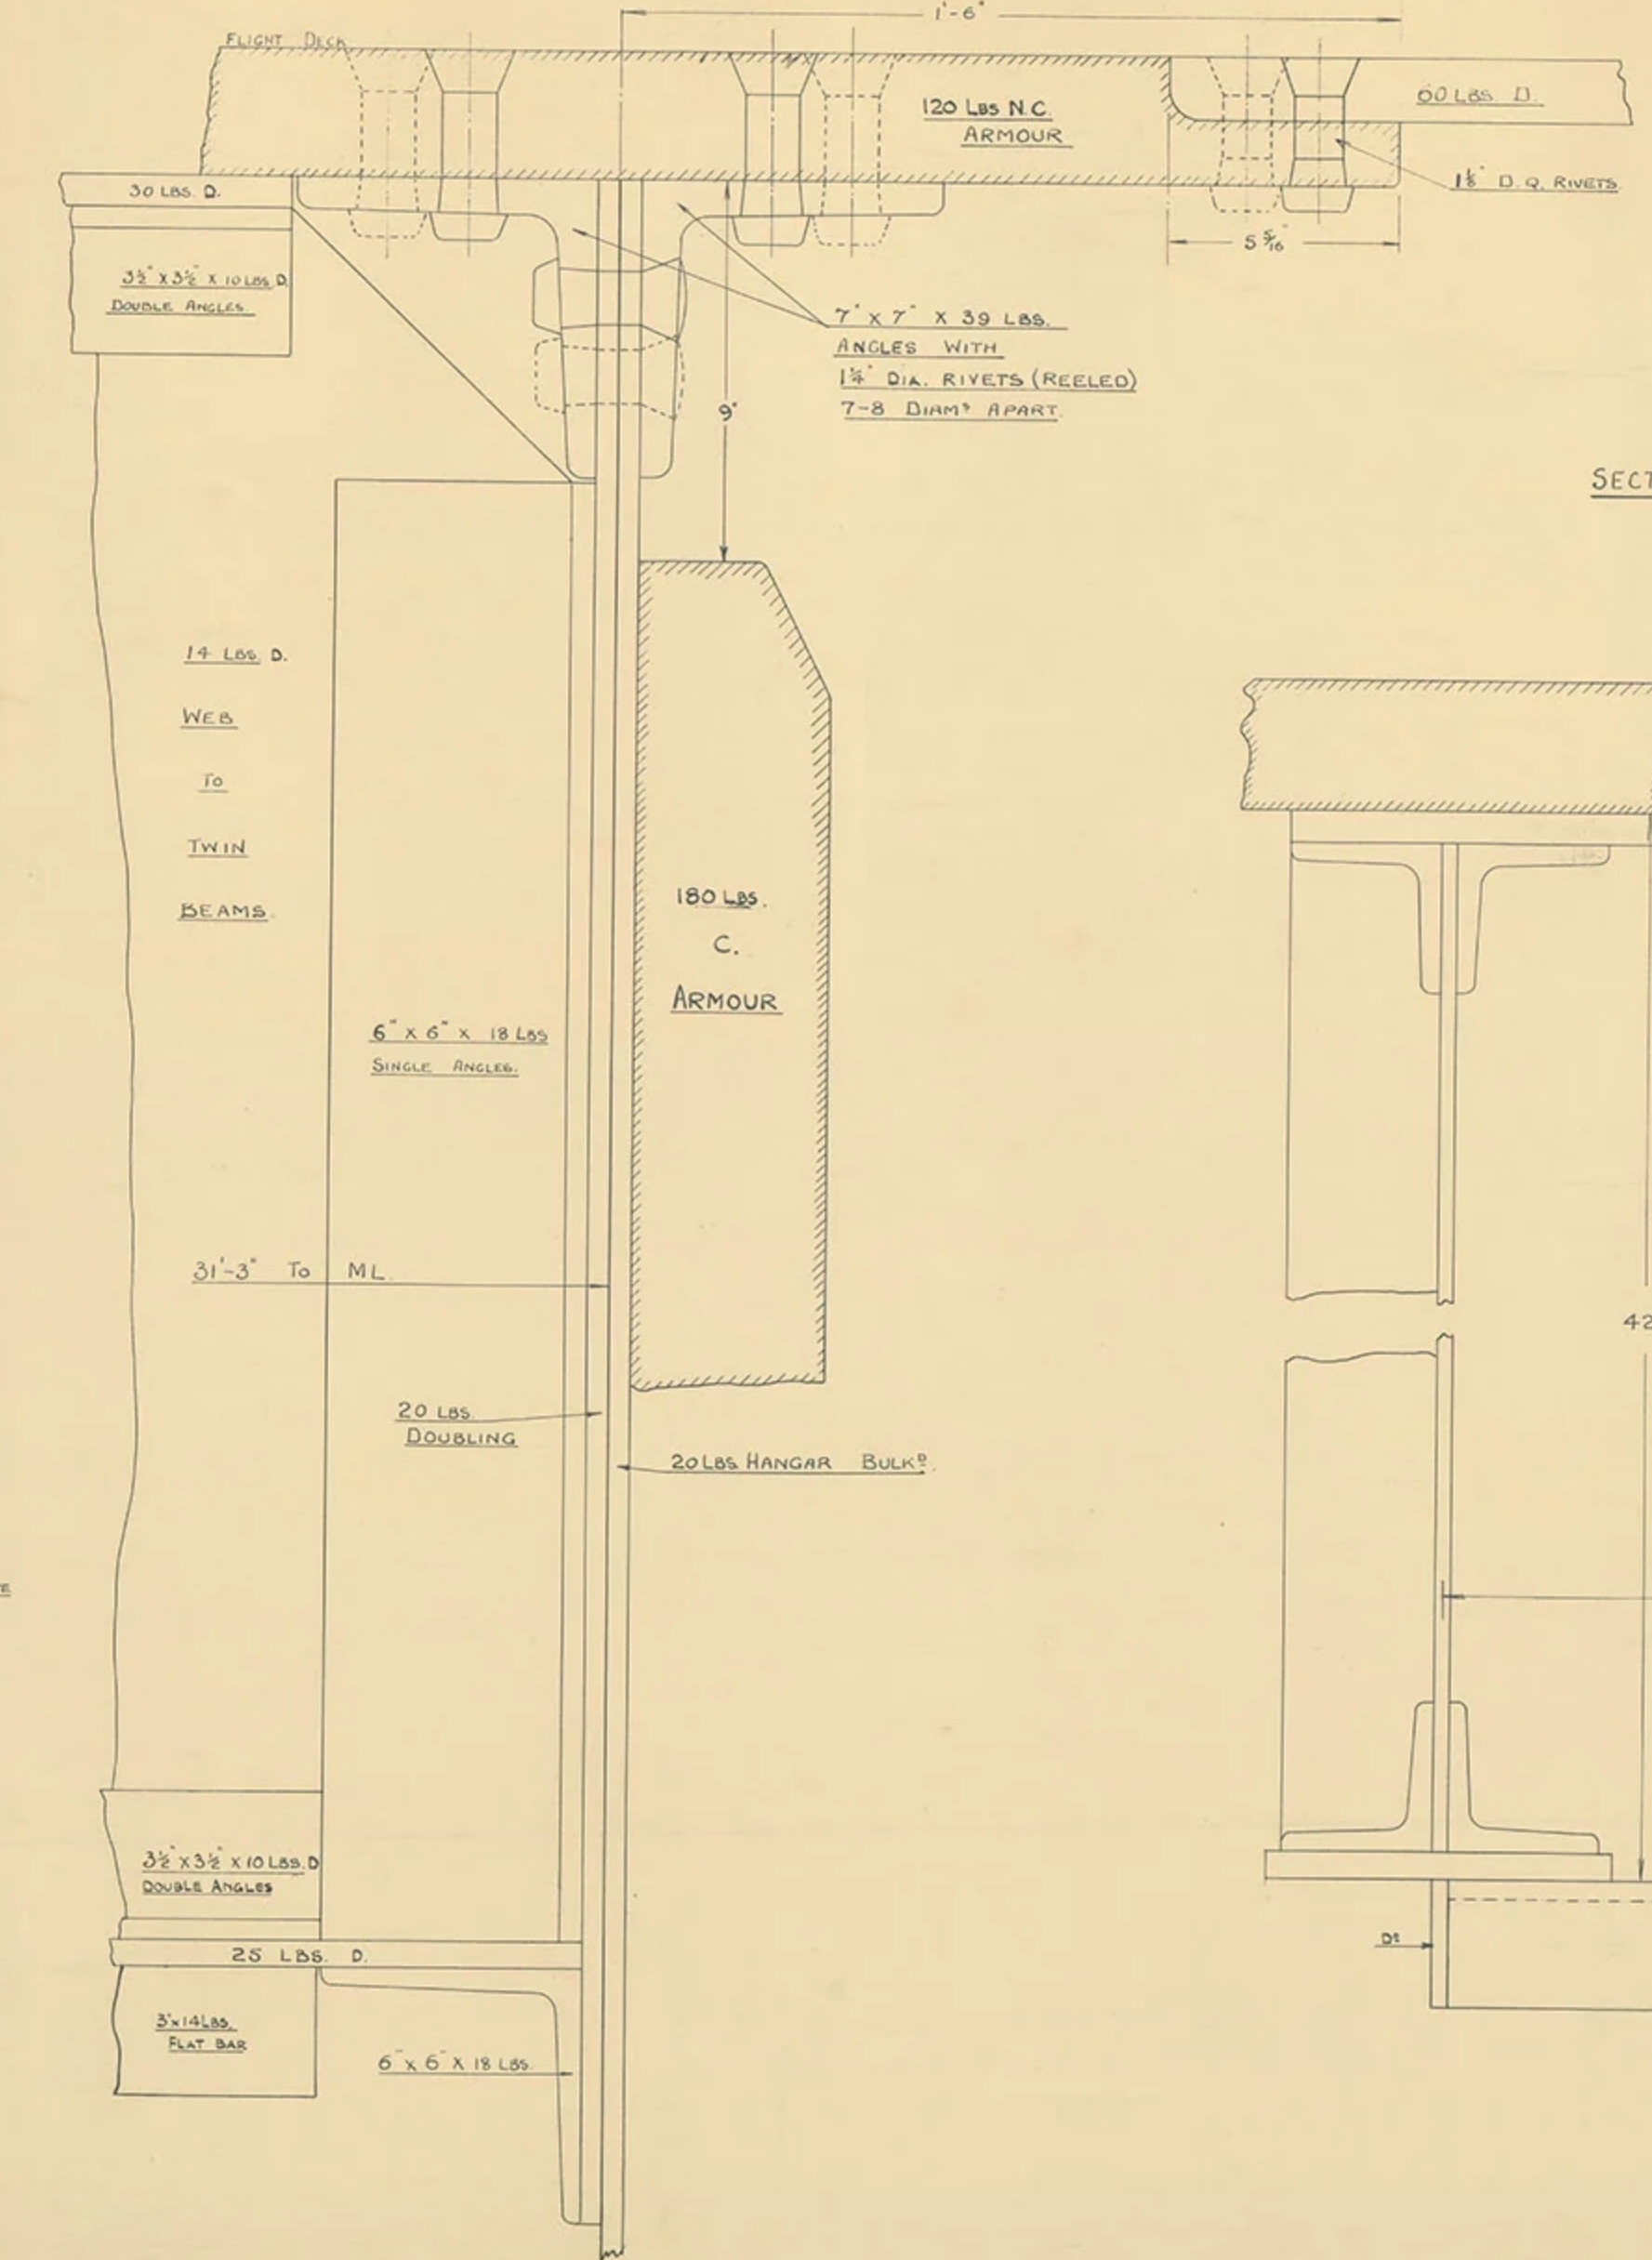 1'-6"
FLIGHT DECK
120 LBS N.C.
ARMOUR
60 LBS. D.
30 LBS. D.
1⅛" D.Q. RIVETS.
5 5/16"
3½" X 3½" X 10 LBS. D.
DOUBLE ANGLES.
7" X 7" X 39 LBS.
ANGLES WITH
1¼" DIA. RIVETS (REELED)
7-8 DIAMS APART.
9"
SECT
14 LBS. D.
WEB
TO
TWIN
BEAMS.
180 LBS.
C.
ARMOUR
6" X 6" X 18 LBS
SINGLE ANGLES.
31'-3" TO ML.
42
20 LBS.
DOUBLING
20 LBS HANGAR BULKD.
3½" X 3½" X 10 LBS. D
DOUBLE ANGLES
25 LBS. D.
Do
3" X 14 LBS.
FLAT BAR
6" X 6" X 18 LBS.